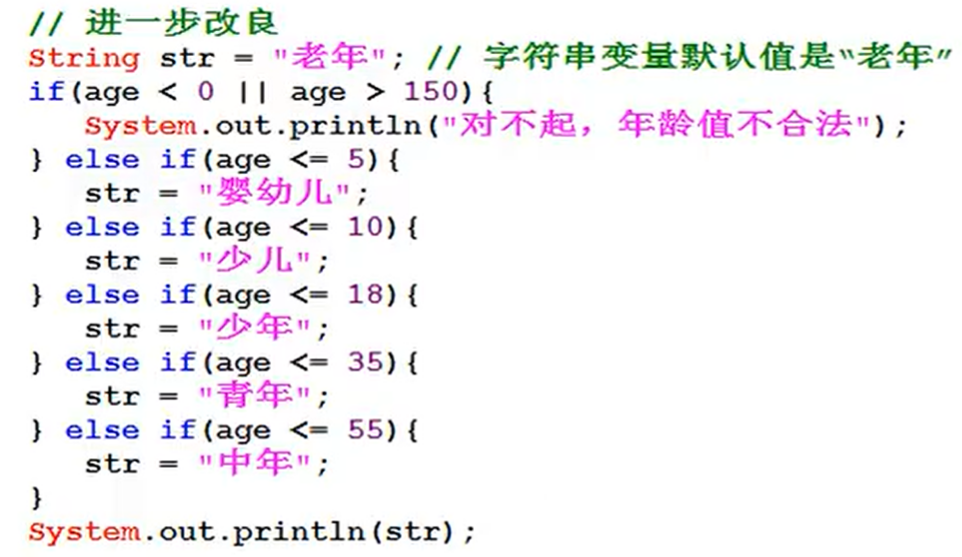 // 进一步改良
String str = "老年"; // 字符串变量默认值是“老年”
if(age < 0 || age > 150){
   System.out.println("对不起，年龄值不合法");
} else if(age <= 5){
   str = "婴幼儿";
} else if(age <= 10){
   str = "少儿";
} else if(age <= 18){
   str = "少年";
} else if(age <= 35){
   str = "青年";
} else if(age <= 55){
   str = "中年";
}
System.out.println(str);